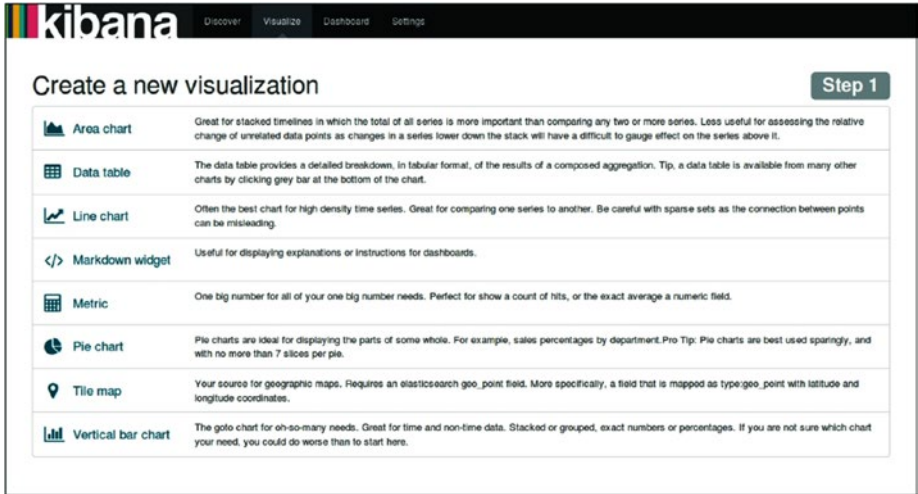 kibana
Discover Visualize Dashboard Settings
Create a new visualization
Step 1
Area chart
Great for stacked timelines in which the total of all series is more important than comparing any two or more series. Less useful for assessing the relative
change of unrelated data points as changes in a series lower down the stack will have a difficult to gauge effect on the series above it.
Data table
The data table provides a detailed breakdown, in tabular format, of the results of a composed aggregation. Tip, a data table is available from many other
charts by clicking grey bar at the bottom of the chart.
Line chart
Often the best chart for high density time series. Great for comparing one series to another. Be careful with sparse sets as the connection between points
can be misleading.
Markdown widget
Useful for displaying explanations or instructions for dashboards.
Metric
One big number for all of your one big number needs. Perfect for show a count of hits, or the exact average a numeric field.
Pie chart
Pie charts are ideal for displaying the parts of some whole. For example, sales percentages by department.Pro Tip: Pie charts are best used sparingly, and
with no more than 7 slices per pie.
Tile map
Your source for geographic maps. Requires an elasticsearch geo_point field. More specifically, a field that is mapped as type:geo_point with latitude and
longitude coordinates.
Vertical bar chart
The goto chart for oh-so-many needs. Great for time and non-time data. Stacked or grouped, exact numbers or percentages. If you are not sure which chart
your need, you could do worse than to start here.